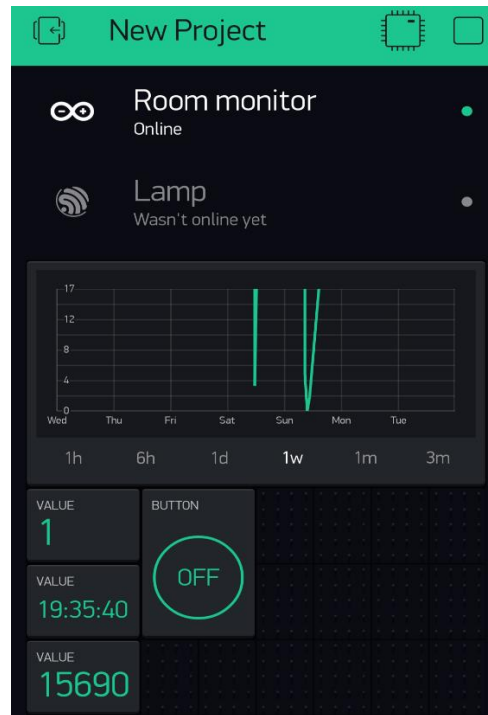 New Project
Room monitor
Online
Lamp
Wasn't online yet
17
12
8
4
0
Wed Thu Fri Sat Sun Mon Tue
1h 6h 1d 1w 1m 3m
VALUE
1
BUTTON
OFF
VALUE
19:35:40
VALUE
15690